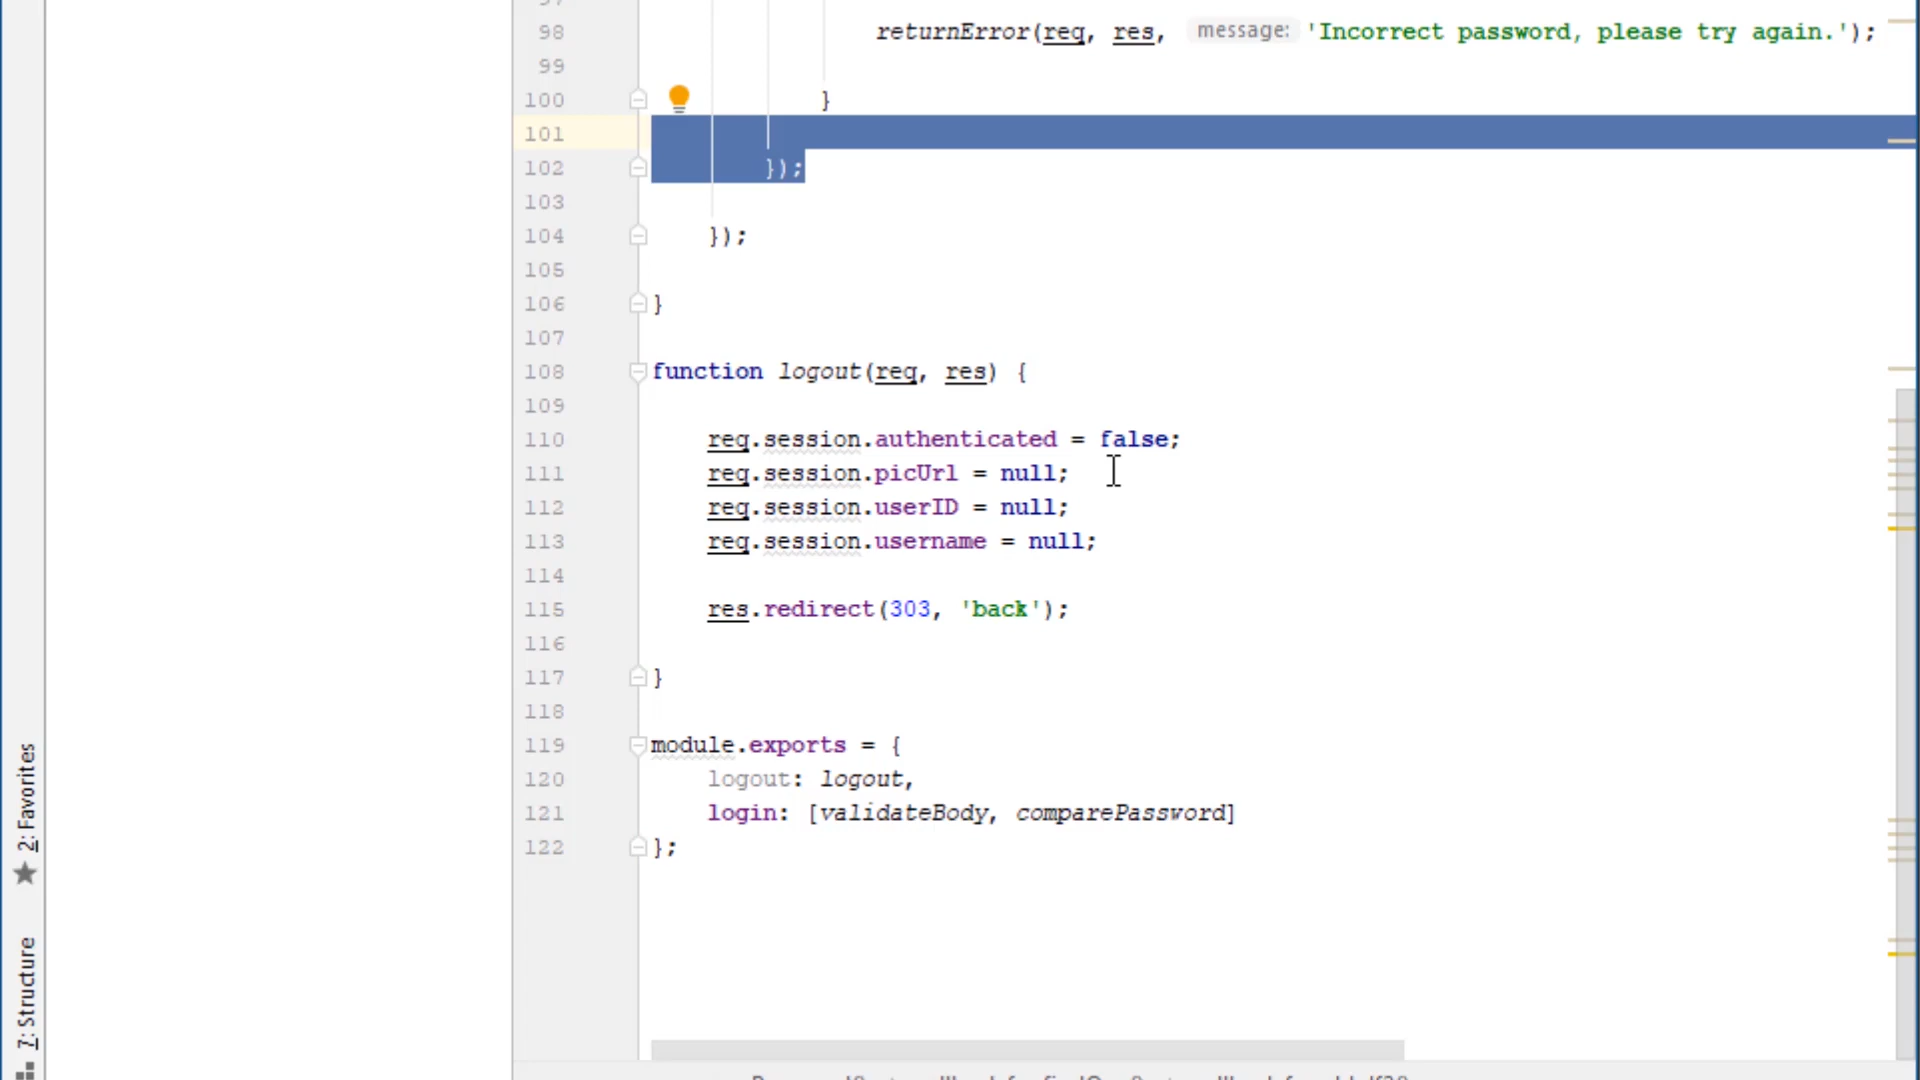 98 returnError(req, res, message: 'Incorrect password, please try again.');
99
100 }
101
102 });
103
104 });
105
106 }
107
108 function logout(req, res) {
109
110 req.session.authenticated = false;
111 req.session.picUrl = null;
112 req.session.userID = null;
113 req.session.username = null;
114
115 res.redirect(303, 'back');
116
117 }
118
119 module.exports = {
120 logout: logout,
121 login: [validateBody, comparePassword]
122 };
2: Favorites
7: Structure